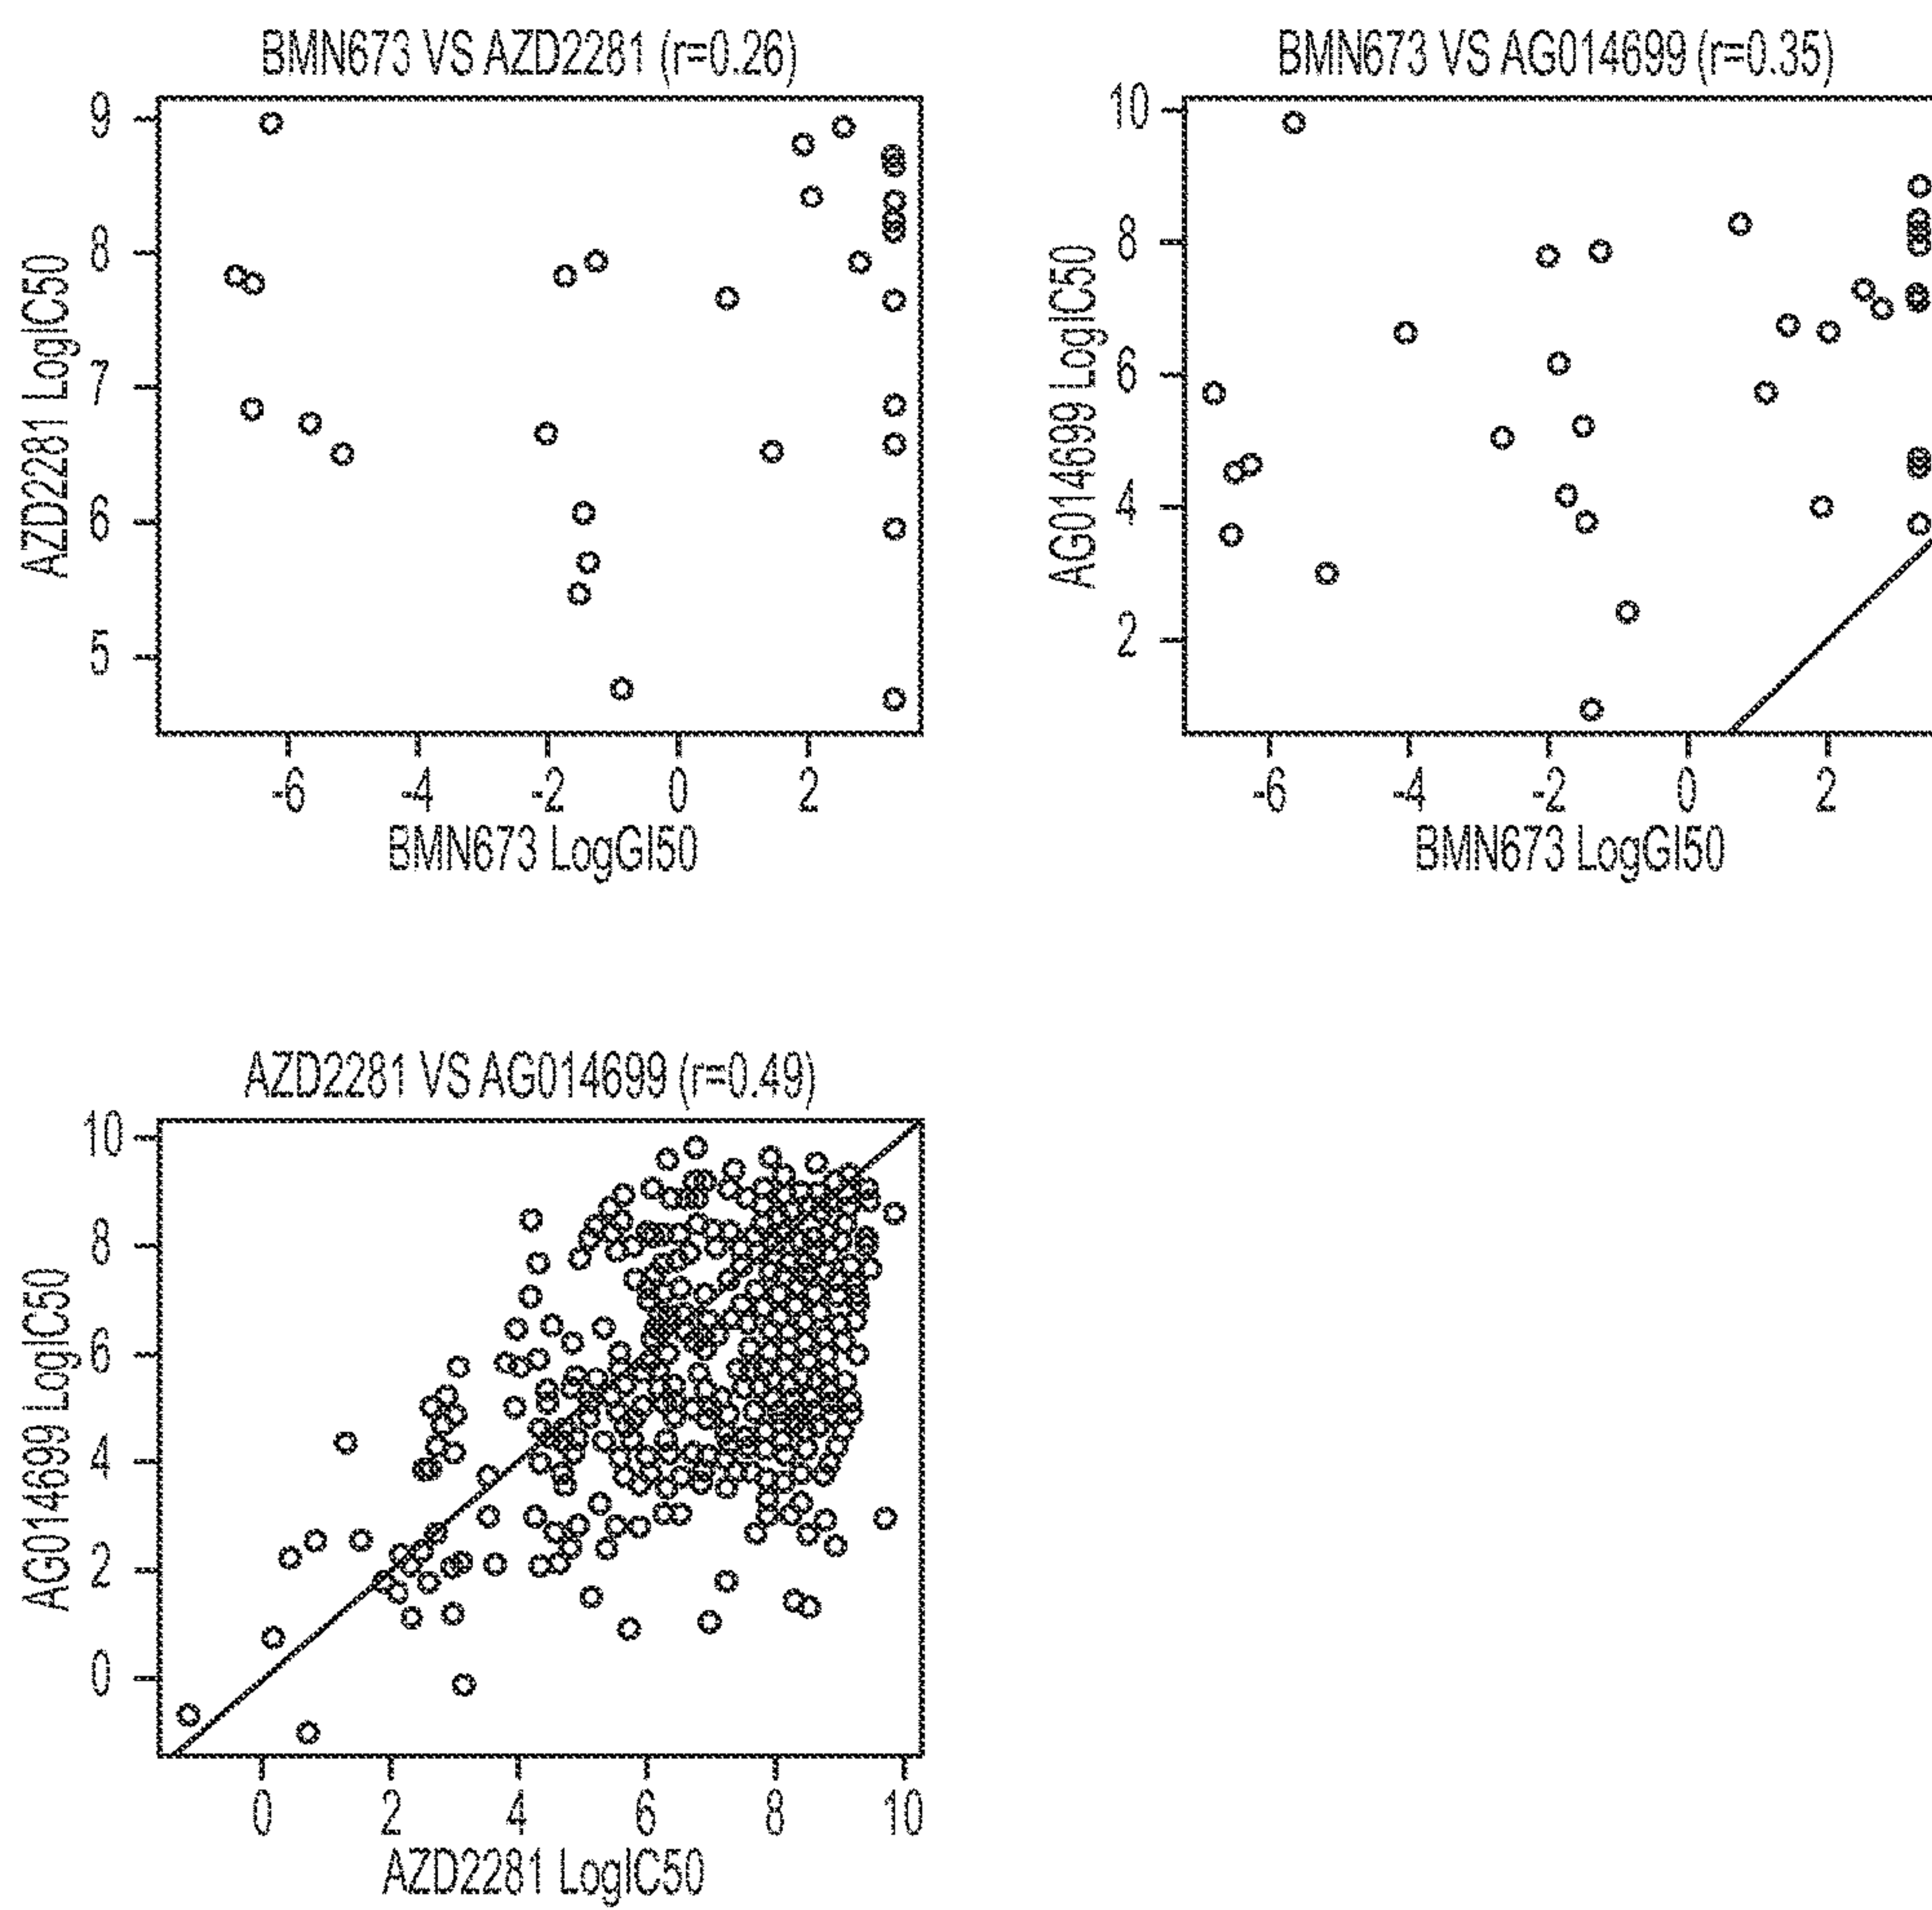 BMN673 VS AZD2281 (r=0.26)
9
8
7
6
5
AZD2281 LogIC50
-6 -4 -2 0 2
BMN673 LogGI50
BMN673 VS AG014699 (r=0.35)
10
8
6
4
2
AG014699 LogIC50
-6 -4 -2 0 2
BMN673 LogGI50
AZD2281 VS AG014699 (r=0.49)
10
8
6
4
2
0
AG014699 LogIC50
0 2 4 6 8 10
AZD2281 LogIC50